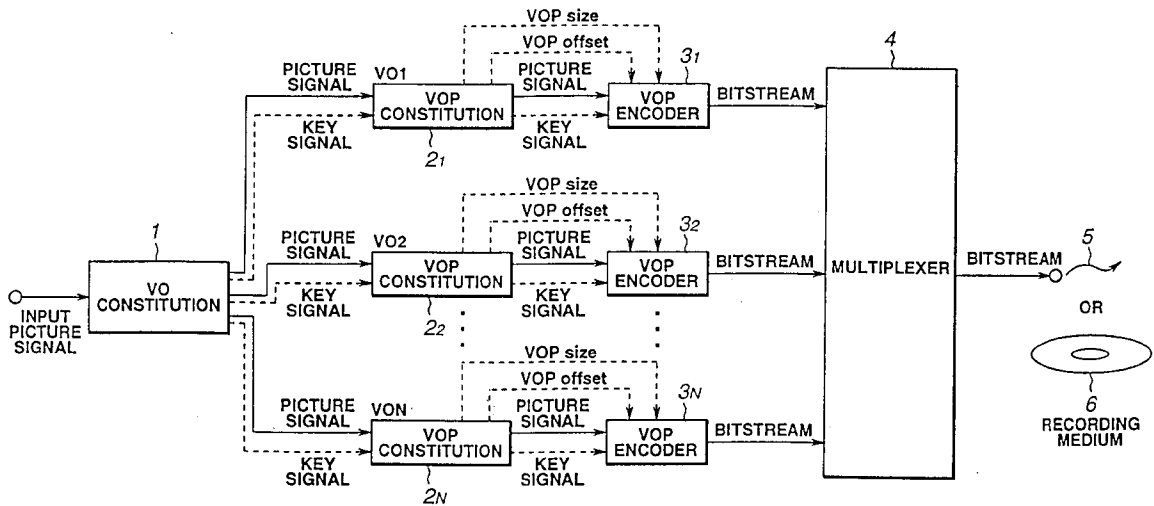 VOP size
VOP offset
PICTURE SIGNAL
VO1
VOP CONSTITUTION
21
KEY SIGNAL
PICTURE SIGNAL
KEY SIGNAL
31
VOP ENCODER
BITSTREAM
4
MULTIPLEXER
VOP size
VOP offset
1
VO CONSTITUTION
INPUT PICTURE SIGNAL
PICTURE SIGNAL
VO2
VOP CONSTITUTION
22
KEY SIGNAL
PICTURE SIGNAL
KEY SIGNAL
32
VOP ENCODER
BITSTREAM
BITSTREAM
5
OR
6
RECORDING MEDIUM
VOP size
VOP offset
PICTURE SIGNAL
VON
VOP CONSTITUTION
2N
KEY SIGNAL
PICTURE SIGNAL
KEY SIGNAL
3N
VOP ENCODER
BITSTREAM